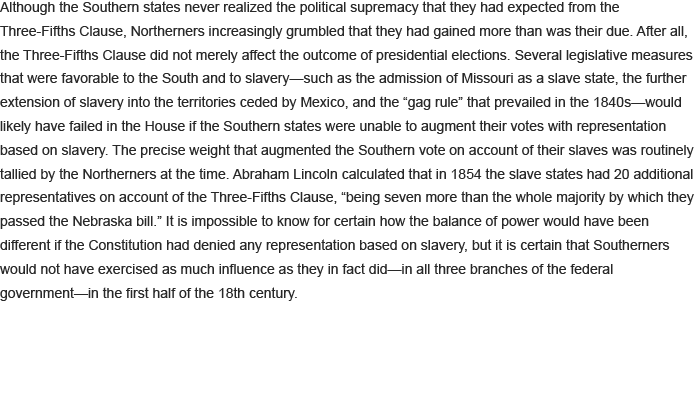 Although the Southern states never realized the political supremacy that they had expected from the
Three-Fifths Clause, Northerners increasingly grumbled that they had gained more than was their due. After all,
the Three-Fifths Clause did not merely affect the outcome of presidential elections. Several legislative measures
that were favorable to the South and to slavery—such as the admission of Missouri as a slave state, the further
extension of slavery into the territories ceded by Mexico, and the “gag rule” that prevailed in the 1840s—would
likely have failed in the House if the Southern states were unable to augment their votes with representation
based on slavery. The precise weight that augmented the Southern vote on account of their slaves was routinely
tallied by the Northerners at the time. Abraham Lincoln calculated that in 1854 the slave states had 20 additional
representatives on account of the Three-Fifths Clause, “being seven more than the whole majority by which they
passed the Nebraska bill.” It is impossible to know for certain how the balance of power would have been
different if the Constitution had denied any representation based on slavery, but it is certain that Southerners
would not have exercised as much influence as they in fact did—in all three branches of the federal
government—in the first half of the 18th century.